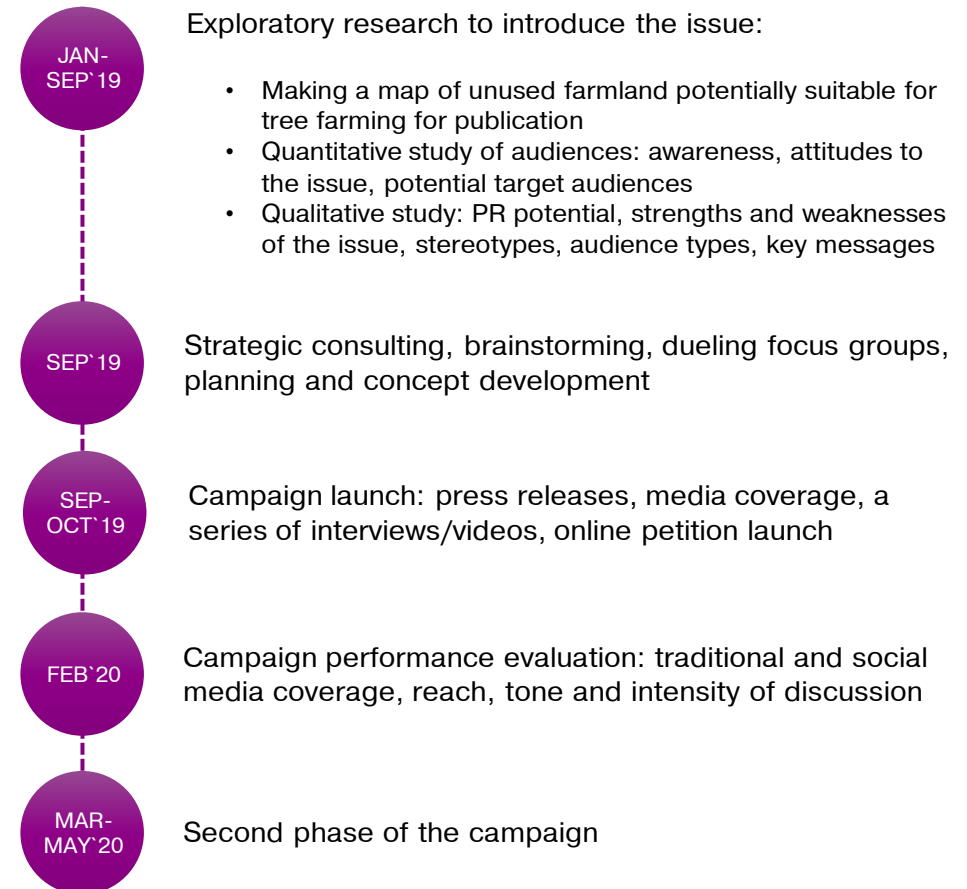 JAN-
SEP`19
Exploratory research to introduce the issue:
• Making a map of unused farmland potentially suitable for
tree farming for publication
• Quantitative study of audiences: awareness, attitudes to
the issue, potential target audiences
• Qualitative study: PR potential, strengths and weaknesses
of the issue, stereotypes, audience types, key messages
SEP`19
Strategic consulting, brainstorming, dueling focus groups,
planning and concept development
SEP-
OCT`19
Campaign launch: press releases, media coverage, a
series of interviews/videos, online petition launch
FEB`20
Campaign performance evaluation: traditional and social
media coverage, reach, tone and intensity of discussion
MAR-
MAY`20
Second phase of the campaign